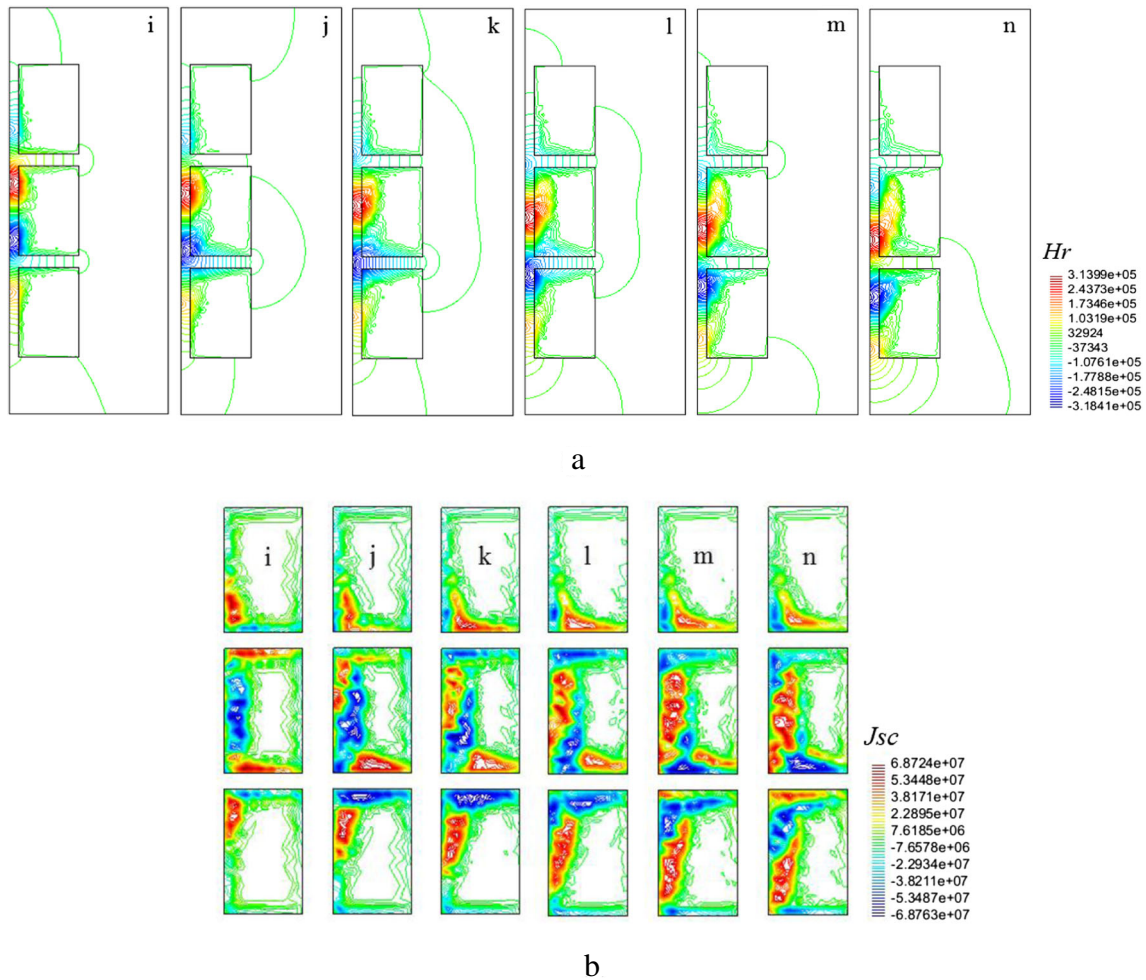 i j k l m n
Hr
3.1399e+05
2.4373e+05
1.7346e+05
1.0319e+05
32924
-37343
-1.0761e+05
-1.7788e+05
-2.4815e+05
-3.1841e+05
a
i j k l m n
Jsc
6.8724e+07
5.3448e+07
3.8171e+07
2.2895e+07
7.6185e+06
-7.6578e+06
-2.2934e+07
-3.8211e+07
-5.3487e+07
-6.8763e+07
b